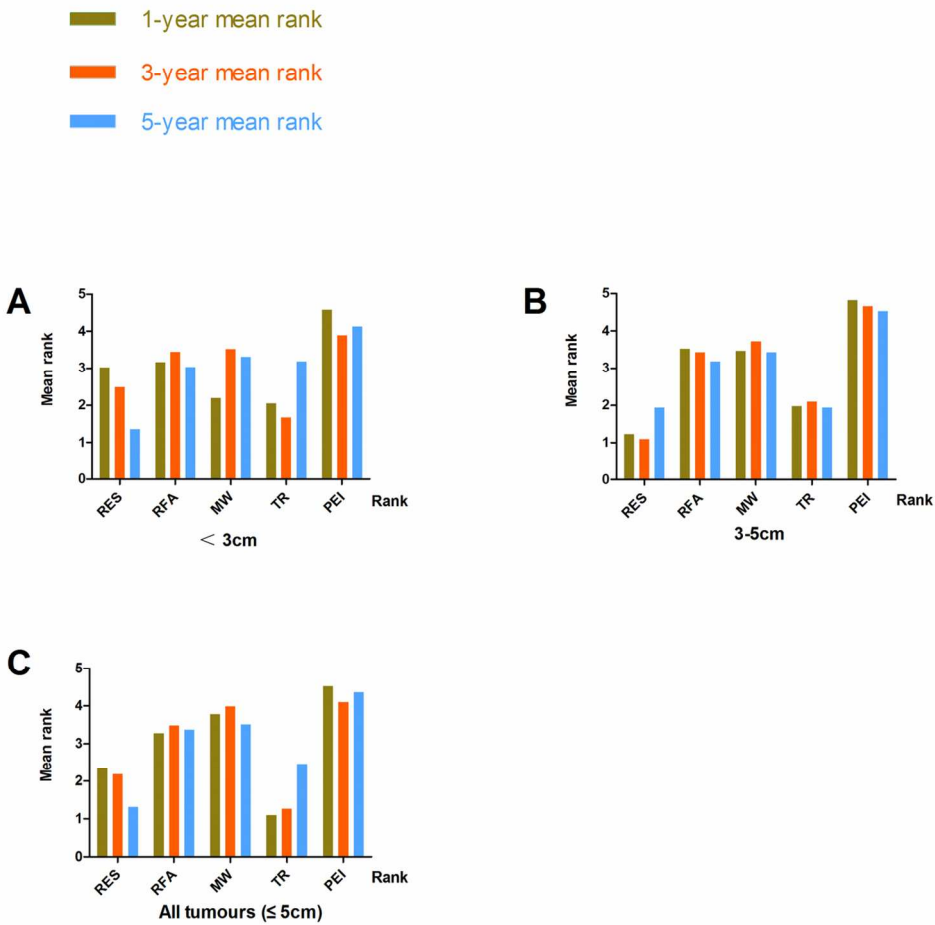 1-year mean rank
3-year mean rank
5-year mean rank
A
Mean rank
5
4
3
2
1
0
RES
RFA
MW
TR
PEI
Rank
< 3cm
B
Mean rank
5
4
3
2
1
0
RES
RFA
MW
TR
PEI
Rank
3-5cm
C
Mean rank
5
4
3
2
1
0
RES
RFA
MW
TR
PEI
Rank
All tumours (≤ 5cm)